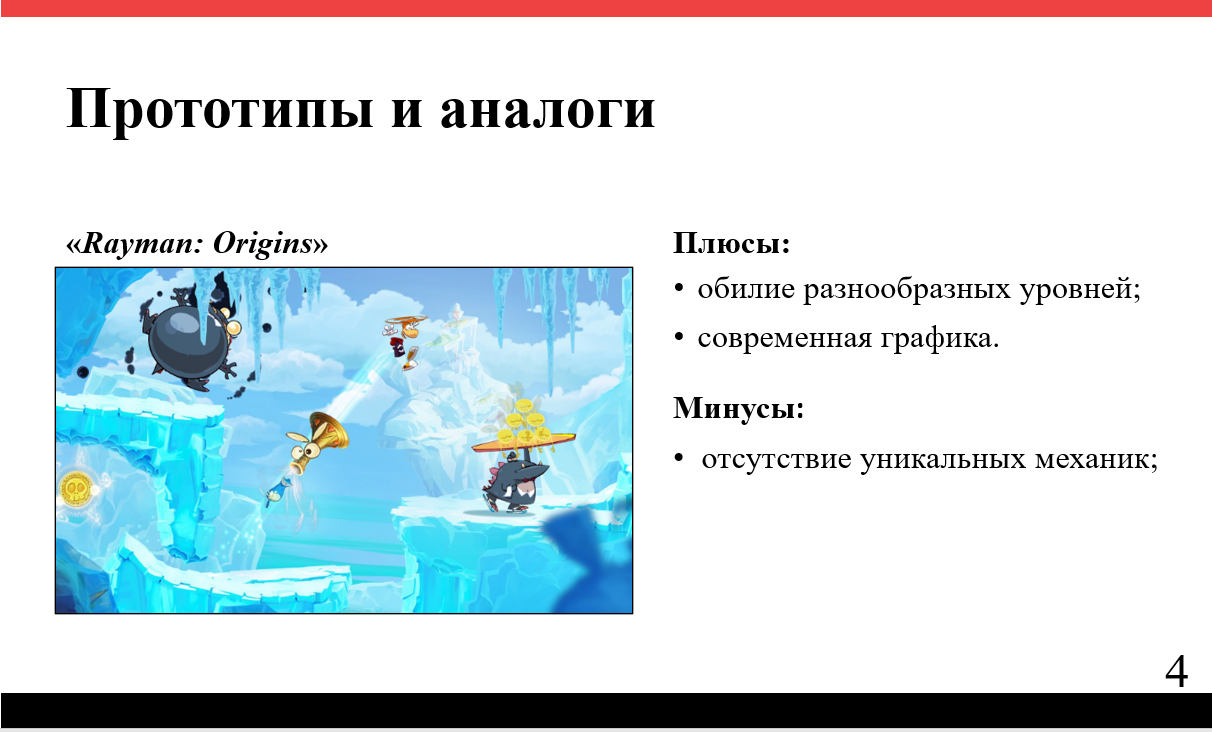 Прототипы и аналоги
«Rayman: Origins»
Плюсы:
• обилие разнообразных уровней;
• современная графика.
Минусы:
• отсутствие уникальных механик;
4